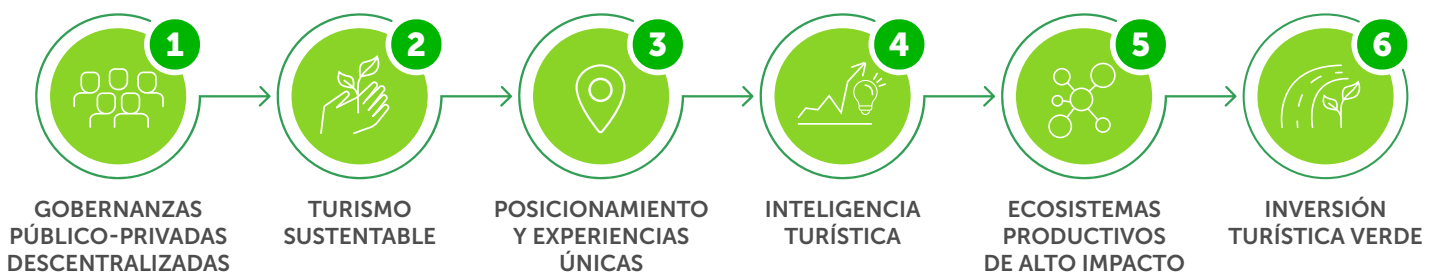 1
GOBERNANZAS
PÚBLICO-PRIVADAS
DESCENTRALIZADAS
2
TURISMO
SUSTENTABLE
3
POSICIONAMIENTO
Y EXPERIENCIAS
ÚNICAS
4
INTELIGENCIA
TURÍSTICA
5
ECOSISTEMAS
PRODUCTIVOS
DE ALTO IMPACTO
6
INVERSIÓN
TURÍSTICA VERDE